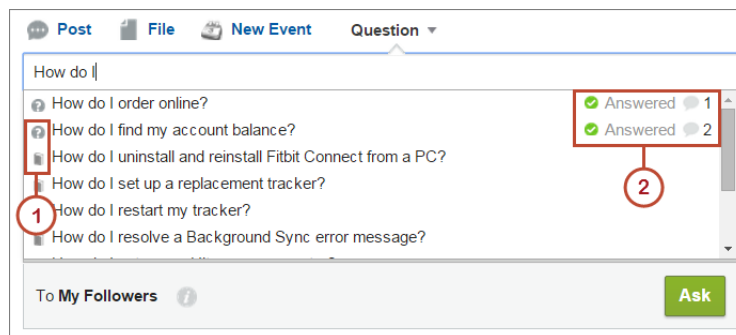 Post File New Event Question
How do I
How do I order online? Answered 1
How do I find my account balance? Answered 2
How do I uninstall and reinstall Fitbit Connect from a PC?
How do I set up a replacement tracker?
1 How do I restart my tracker? 2
How do I resolve a Background Sync error message?
To My Followers Ask